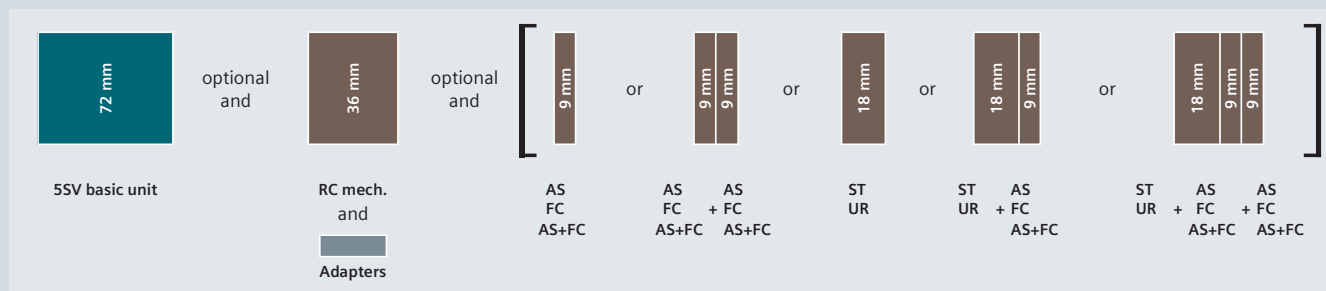 72 mm
optional
and
36 mm
optional
and
9 mm
or
9 mm
9 mm
or
18 mm
or
18 mm
9 mm
or
18 mm
9 mm
9 mm
5SV basic unit
RC mech.
and
Adapters
AS
FC
AS+FC
AS AS
FC + FC
AS+FC AS+FC
ST
UR
ST AS
UR + FC
AS+FC
ST AS AS
UR + FC + FC
AS+FC AS+FC